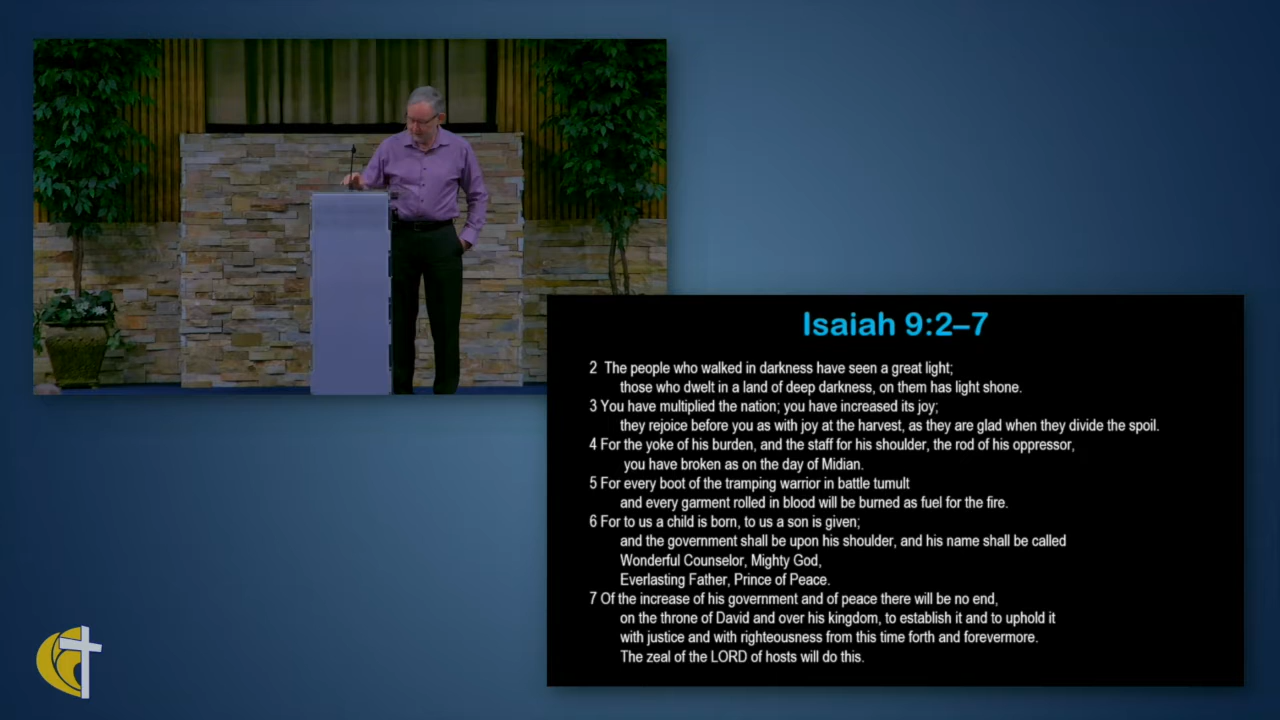 Isaiah 9:2–7
2 The people who walked in darkness have seen a great light;
those who dwelt in a land of deep darkness, on them has light shone.
3 You have multiplied the nation; you have increased its joy;
they rejoice before you as with joy at the harvest, as they are glad when they divide the spoil.
4 For the yoke of his burden, and the staff for his shoulder, the rod of his oppressor,
you have broken as on the day of Midian.
5 For every boot of the tramping warrior in battle tumult
and every garment rolled in blood will be burned as fuel for the fire.
6 For to us a child is born, to us a son is given;
and the government shall be upon his shoulder, and his name shall be called
Wonderful Counselor, Mighty God,
Everlasting Father, Prince of Peace.
7 Of the increase of his government and of peace there will be no end,
on the throne of David and over his kingdom, to establish it and to uphold it
with justice and with righteousness from this time forth and forevermore.
The zeal of the LORD of hosts will do this.